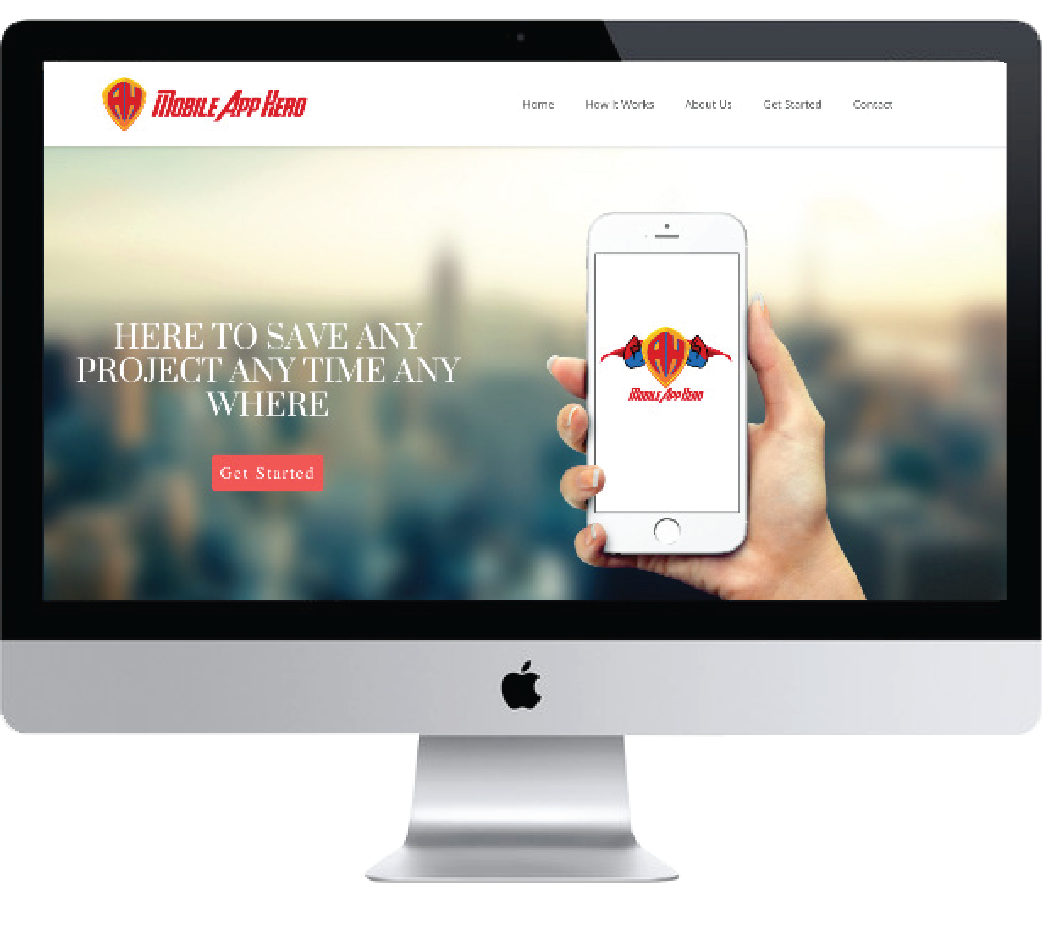 AH MOBILE APP HERO
Home How It Works About Us Get Started Contact
HERE TO SAVE ANY
PROJECT ANY TIME ANY
WHERE
Get Started
AH
MOBILE APP HERO